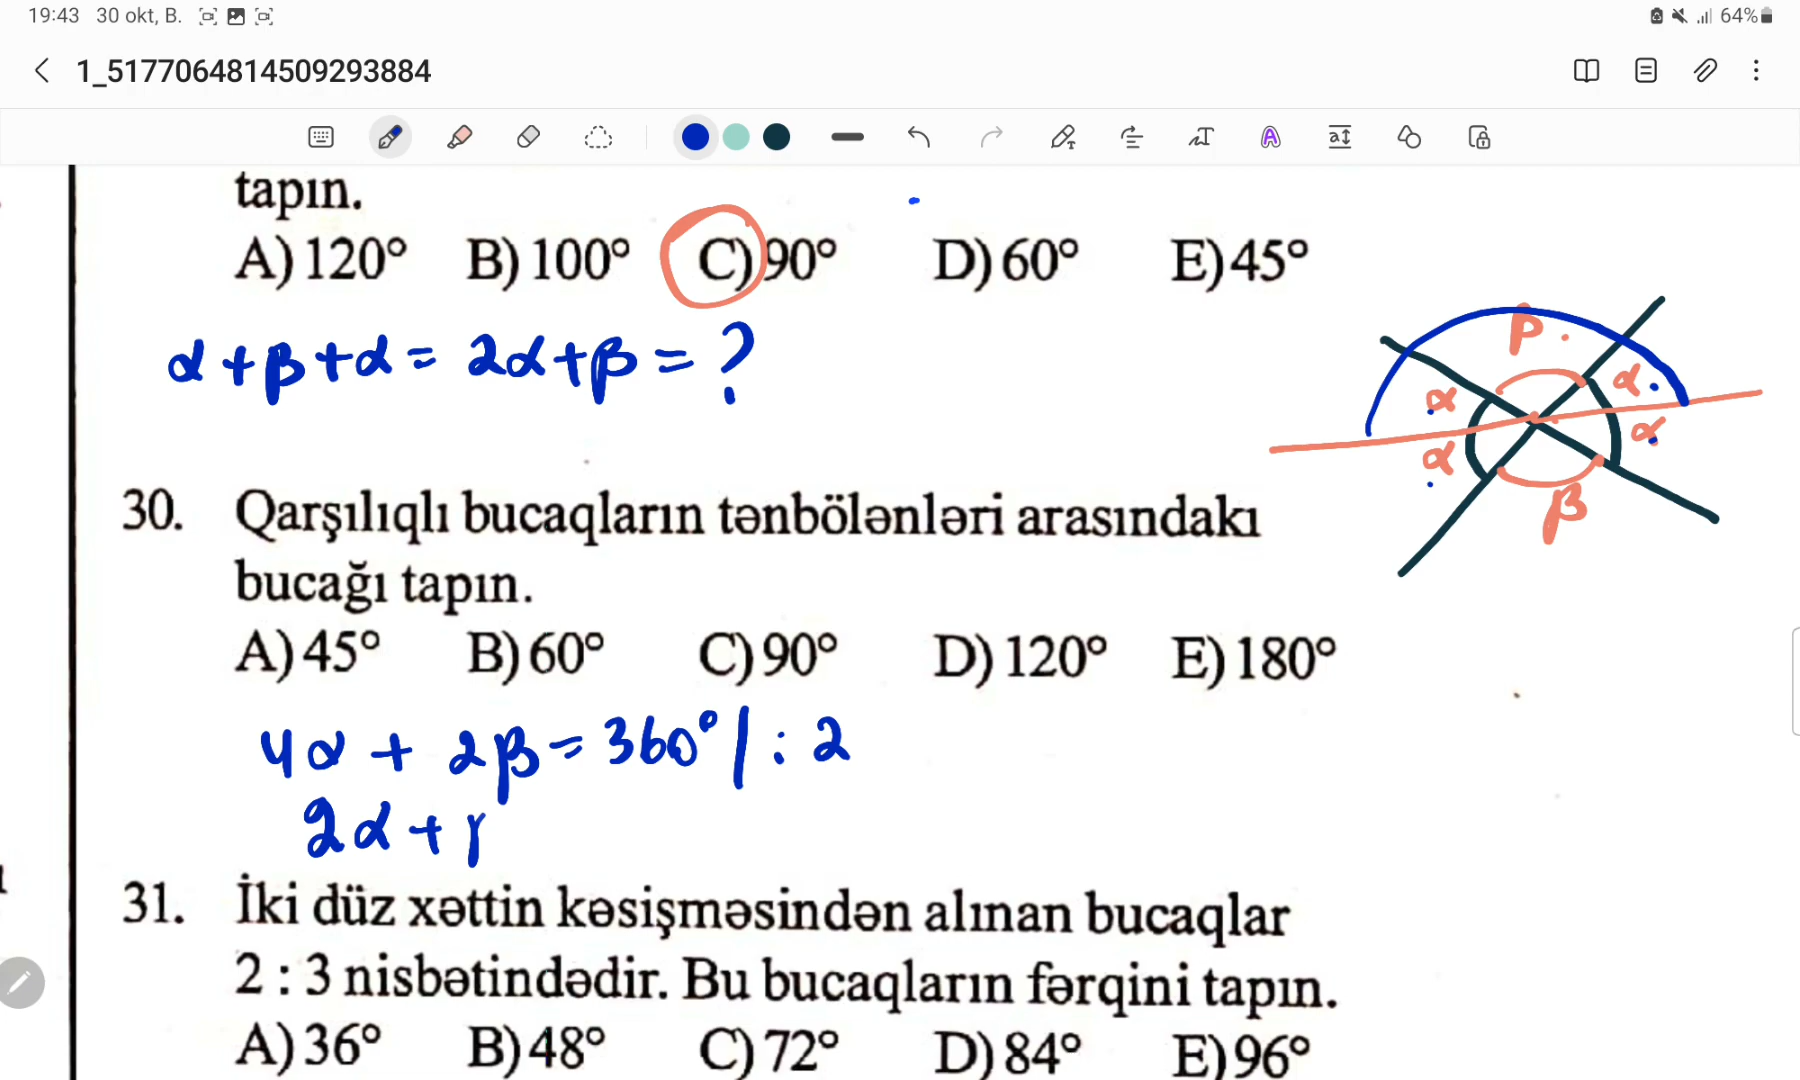 19:43 30 okt, B. 64%
1_5177064814509293884
tapın.
A) 120° B) 100° C) 90° D) 60° E) 45°
α + β + α = 2α + β = ?
β
α α
α α
β
30. Qarşılıqlı bucaqların tənbölənləri arasındakı
bucağı tapın.
A) 45° B) 60° C) 90° D) 120° E) 180°
4α + 2β = 360° | : 2
2α +
31. İki düz xəttin kəsişməsindən alınan bucaqlar
2 : 3 nisbətindədir. Bu bucaqların fərqini tapın.
A) 36° B) 48° C) 72° D) 84° E) 96°